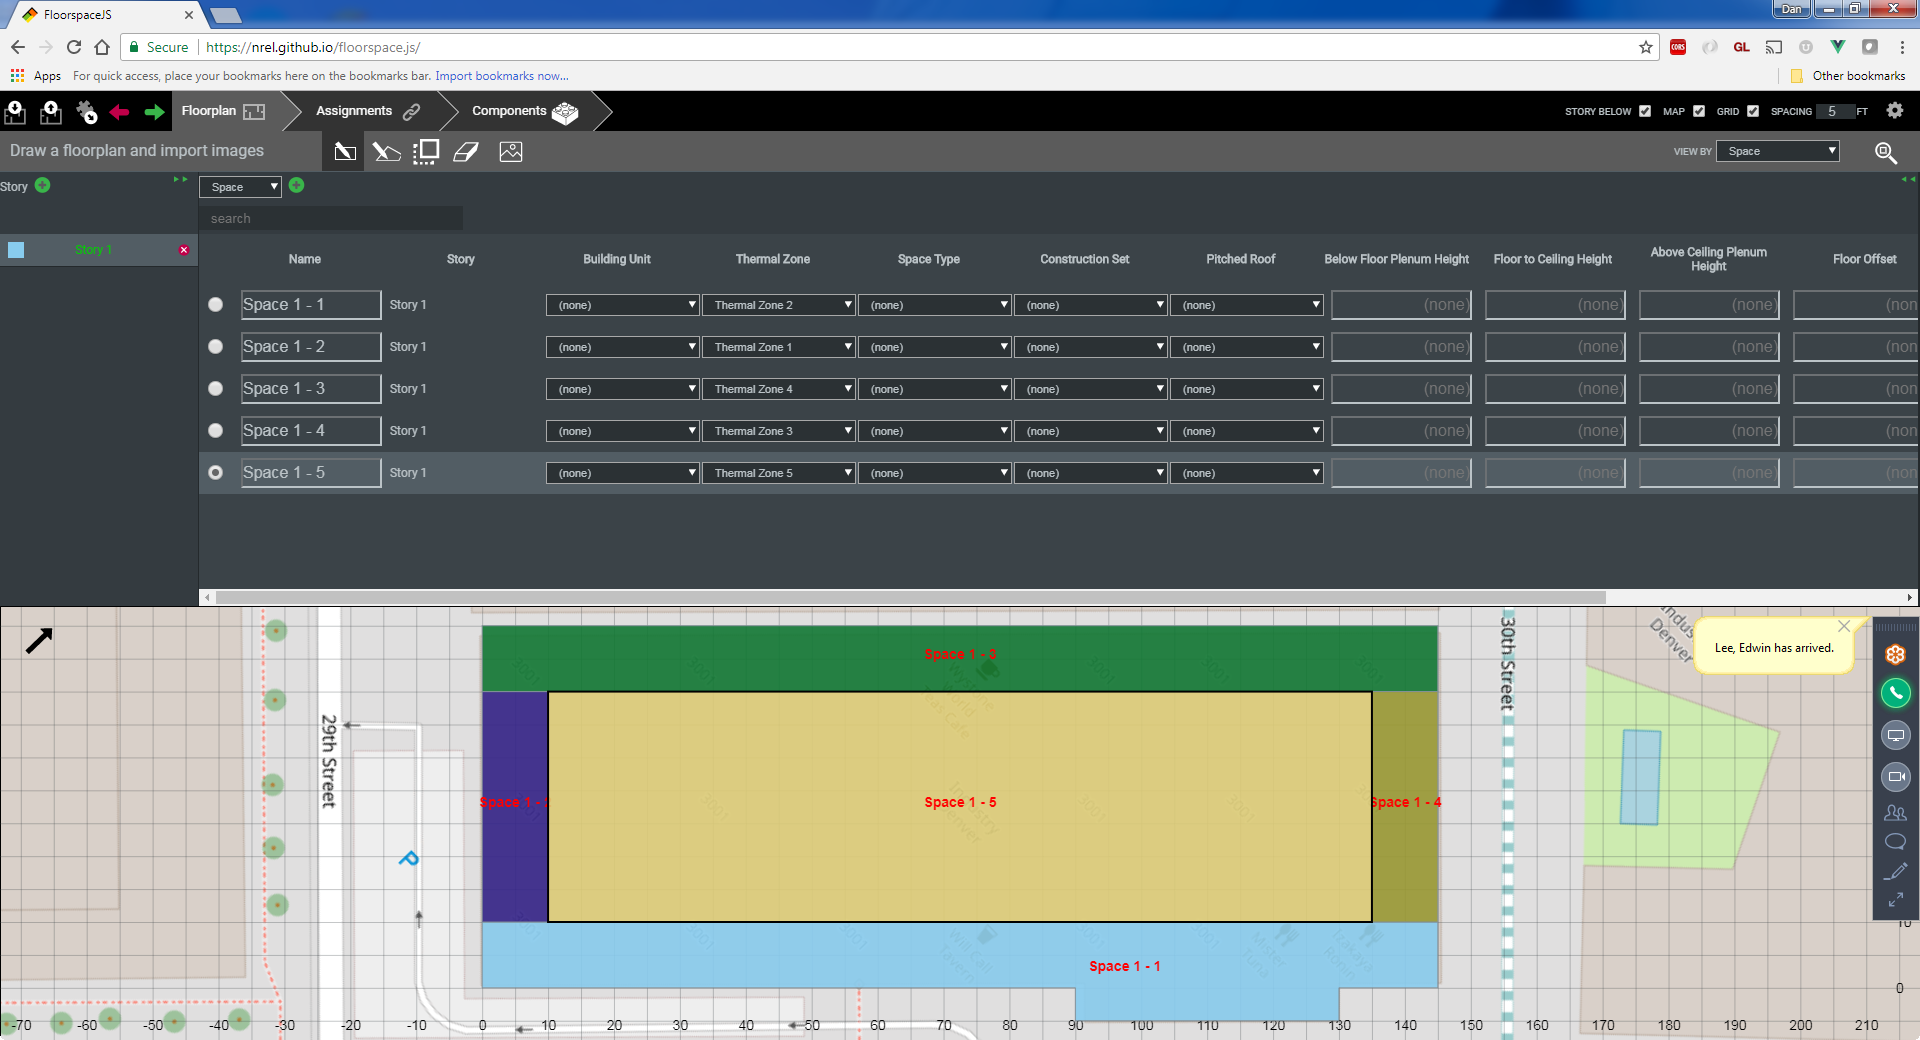 FloorspaceJS
Dan
Secure
https://nrel.github.io/floorspace.js/
CORS
GL
Apps
For quick access, place your bookmarks here on the bookmarks bar. Import bookmarks now...
Other bookmarks
Floorplan
Assignments
Components
STORY BELOW
MAP
GRID
SPACING 5 FT
Draw a floorplan and import images
VIEW BY Space
Story
Space
search
Story 1
Name Story Building Unit Thermal Zone Space Type Construction Set Pitched Roof Below Floor Plenum Height Floor to Ceiling Height Above Ceiling Plenum Height Floor Offset
Space 1 - 1 Story 1 (none) Thermal Zone 2 (none) (none) (none) (none) (none) (none) (non
Space 1 - 2 Story 1 (none) Thermal Zone 1 (none) (none) (none) (none) (none) (none) (non
Space 1 - 3 Story 1 (none) Thermal Zone 4 (none) (none) (none) (none) (none) (none) (non
Space 1 - 4 Story 1 (none) Thermal Zone 3 (none) (none) (none) (none) (none) (none) (non
Space 1 - 5 Story 1 (none) Thermal Zone 5 (none) (none) (none) (none) (none) (none) (non
30th Street
Denver
Lee, Edwin has arrived.
Space 1 - 3
29th Street
Space 1 -
Space 1 - 5
Space 1 - 4
Industry
Denver
P
3001
Space 1 - 1
10
0
-70 -60 -50 -40 -30 -20 -10 0 10 20 30 40 50 60 70 80 90 100 110 120 130 140 150 160 170 180 190 200 210